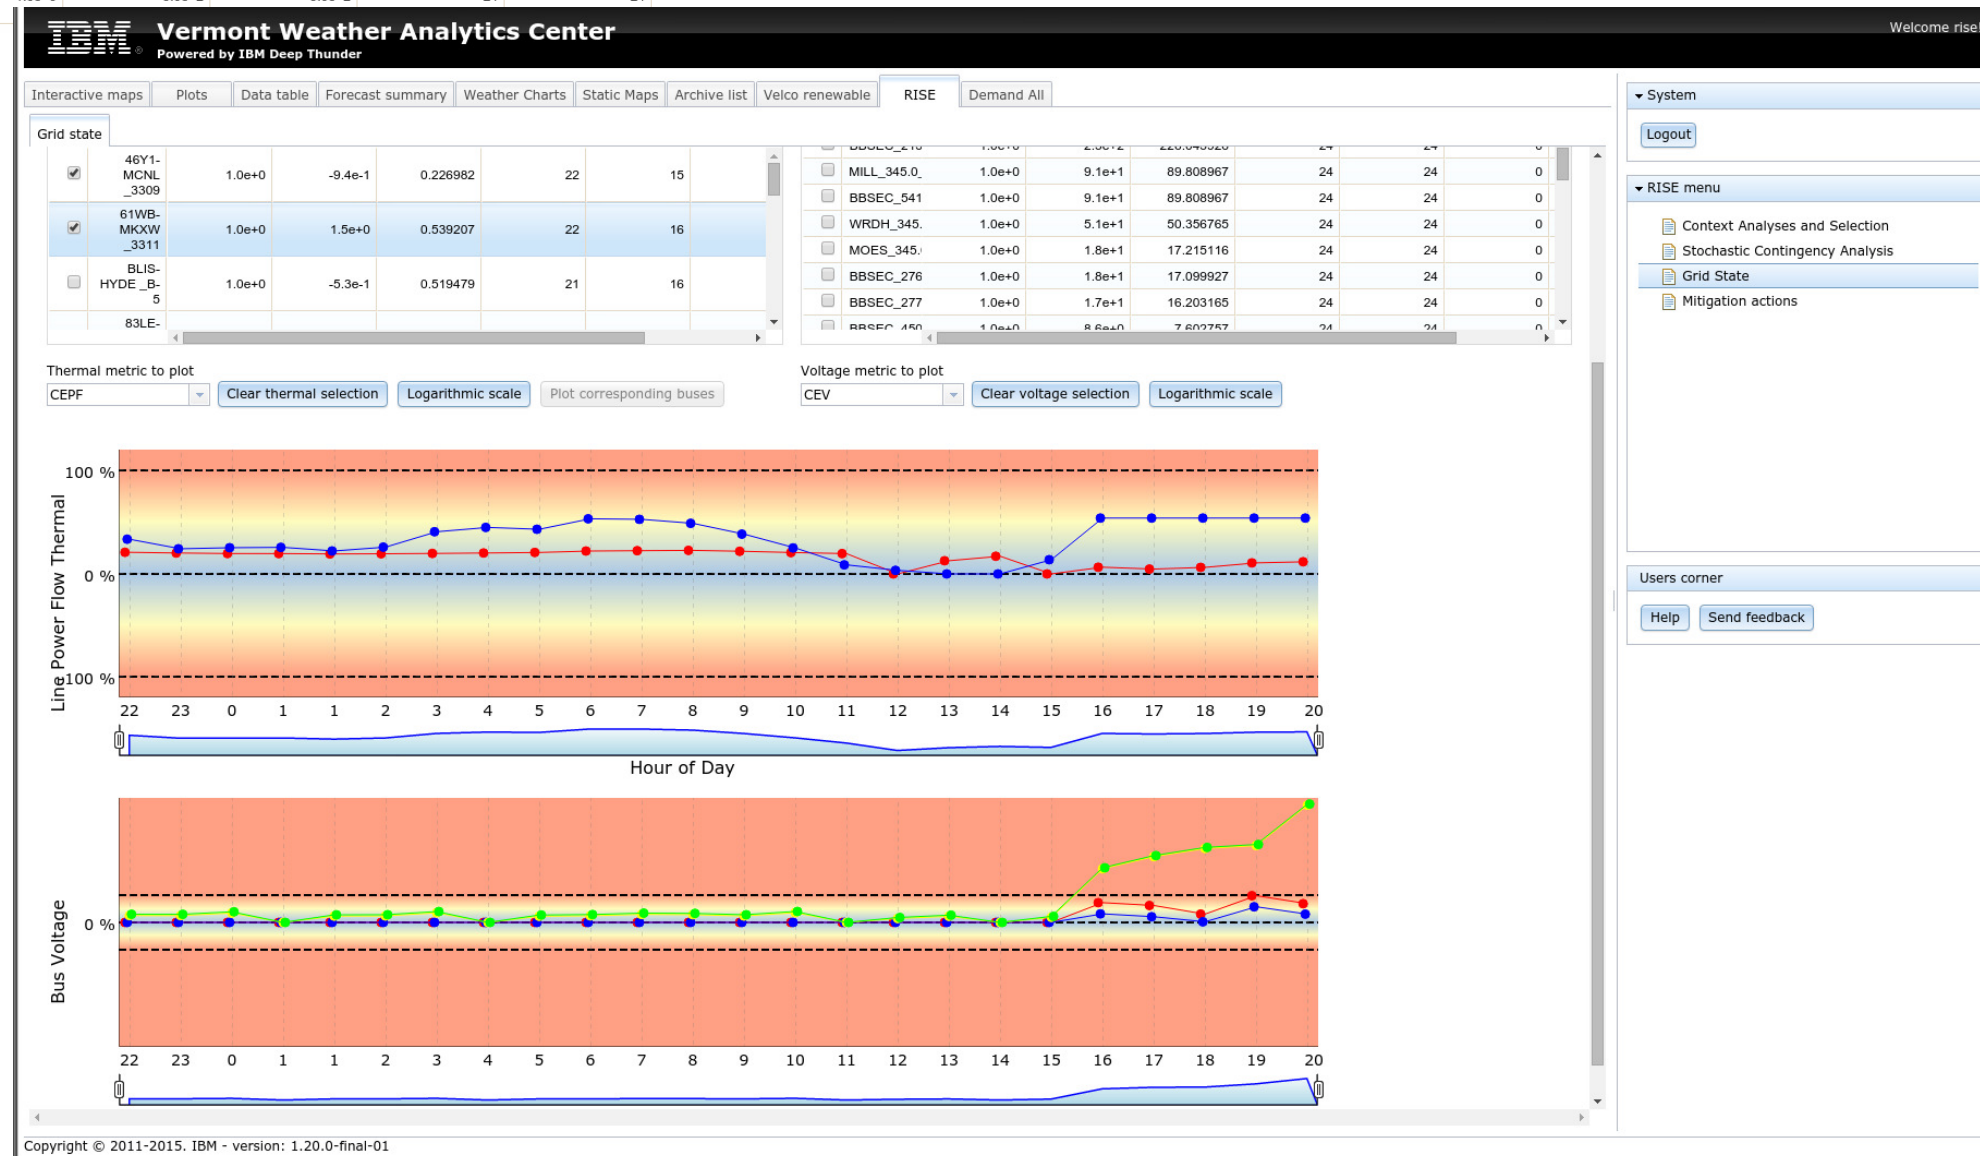 IBM Vermont Weather Analytics Center
Powered by IBM Deep Thunder
Welcome rise!
Interactive maps Plots Data table Forecast summary Weather Charts Static Maps Archive list Velco renewable RISE Demand All
Grid state
46Y1-
MCNL
_3309 1.0e+0 -9.4e-1 0.226982 22 15
61WB-
MKXW
_3311 1.0e+0 1.5e+0 0.539207 22 16
BLIS-
HYDE _B-
5 1.0e+0 -5.3e-1 0.519479 21 16
83LE-
MILL_345.0_ 1.0e+0 9.1e+1 89.808967 24 24 0
BBSEC_541 1.0e+0 9.1e+1 89.808967 24 24 0
WRDH_345. 1.0e+0 5.1e+1 50.356765 24 24 0
MOES_345. 1.0e+0 1.8e+1 17.215116 24 24 0
BBSEC_276 1.0e+0 1.8e+1 17.099927 24 24 0
BBSEC_277 1.0e+0 1.7e+1 16.203165 24 24 0
BBSEC_450 1.0e+0 8.6e+0 7.602757 24 24 0
Thermal metric to plot
CEPF Clear thermal selection Logarithmic scale Plot corresponding buses
Voltage metric to plot
CEV Clear voltage selection Logarithmic scale
Line Power Flow Thermal
100 %
0 %
-100 %
22 23 0 1 1 2 3 4 5 6 7 8 9 10 11 12 13 14 15 16 17 18 19 20
Hour of Day
Bus Voltage
0 %
22 23 0 1 1 2 3 4 5 6 7 8 9 10 11 12 13 14 15 16 17 18 19 20
System
Logout
RISE menu
Context Analyses and Selection
Stochastic Contingency Analysis
Grid State
Mitigation actions
Users corner
Help Send feedback
Copyright © 2011-2015. IBM - version: 1.20.0-final-01